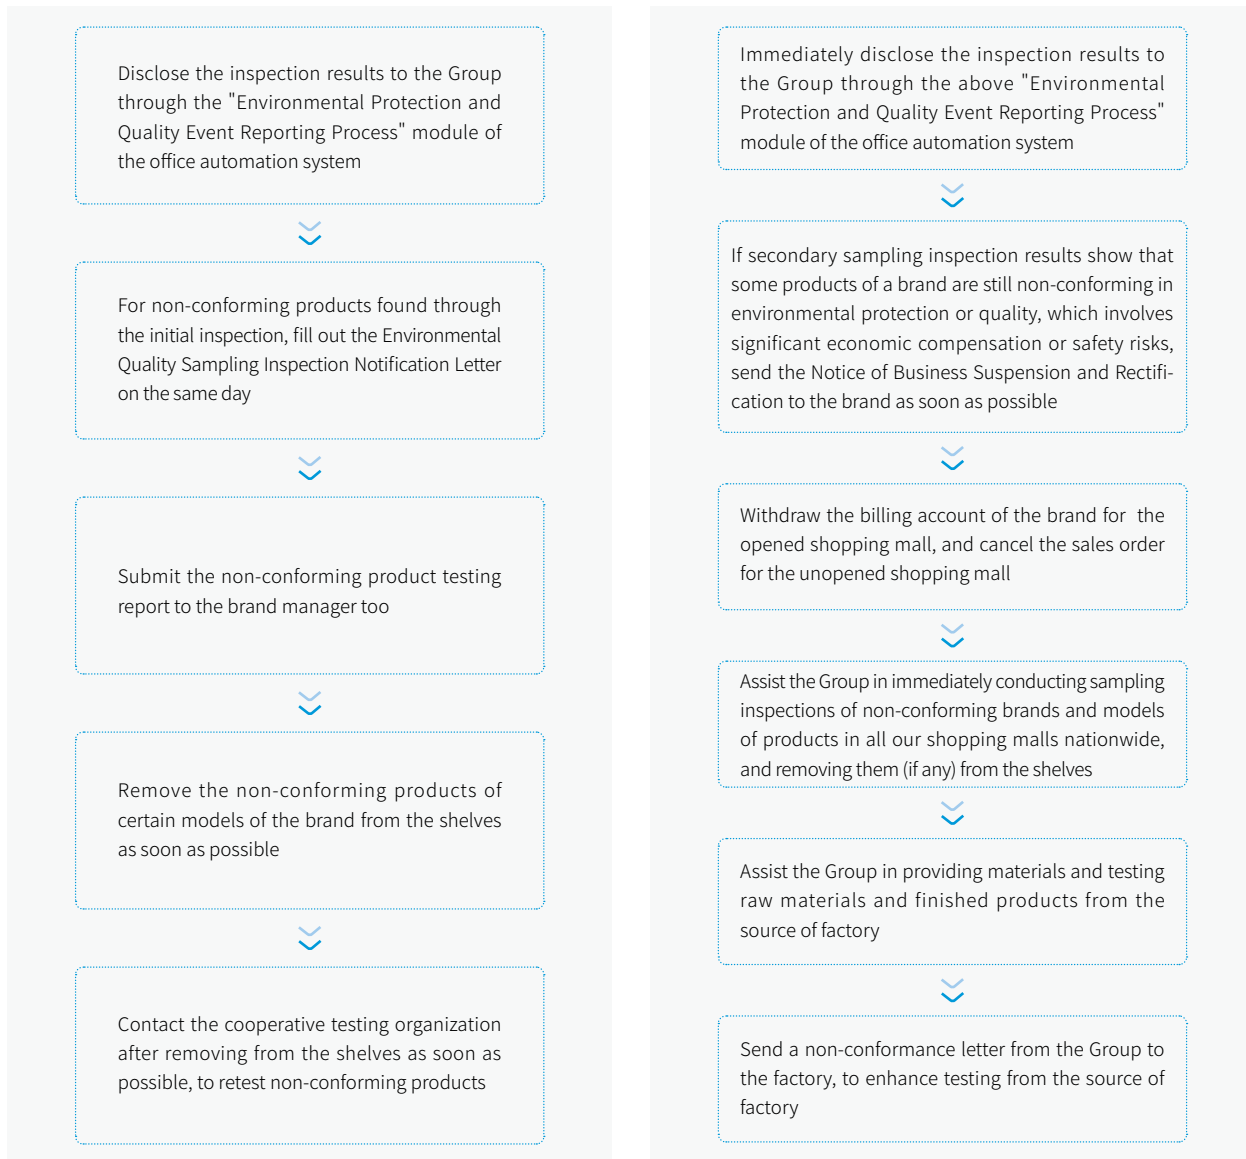 Disclose the inspection results to the Group
through the "Environmental Protection and
Quality Event Reporting Process" module of
the office automation system
For non-conforming products found through
the initial inspection, fill out the Environmental
Quality Sampling Inspection Notification Letter
on the same day
Submit the non-conforming product testing
report to the brand manager too
Remove the non-conforming products of
certain models of the brand from the shelves
as soon as possible
Contact the cooperative testing organization
after removing from the shelves as soon as
possible, to retest non-conforming products
Immediately disclose the inspection results to
the Group through the above "Environmental
Protection and Quality Event Reporting Process"
module of the office automation system
If secondary sampling inspection results show that
some products of a brand are still non-conforming in
environmental protection or quality, which involves
significant economic compensation or safety risks,
send the Notice of Business Suspension and Rectifi-
cation to the brand as soon as possible
Withdraw the billing account of the brand for the
opened shopping mall, and cancel the sales order
for the unopened shopping mall
Assist the Group in immediately conducting sampling
inspections of non-conforming brands and models
of products in all our shopping malls nationwide,
and removing them (if any) from the shelves
Assist the Group in providing materials and testing
raw materials and finished products from the
source of factory
Send a non-conformance letter from the Group to
the factory, to enhance testing from the source of
factory